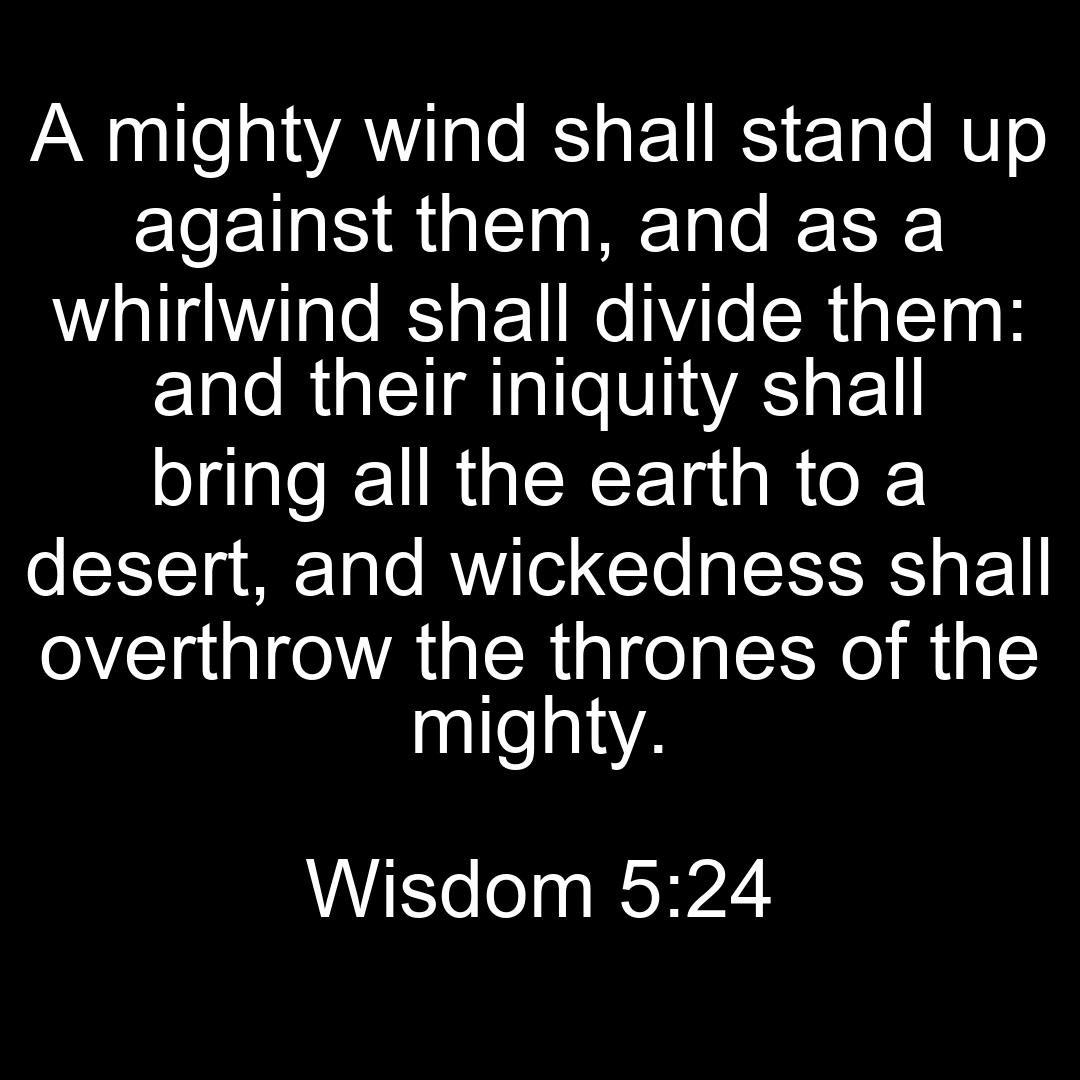 A mighty wind shall stand up
against them, and as a
whirlwind shall divide them:
and their iniquity shall
bring all the earth to a
desert, and wickedness shall
overthrow the thrones of the
mighty.
Wisdom 5:24